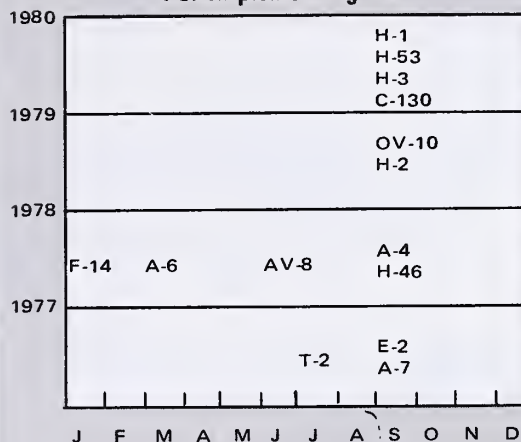 1980
H-1
H-53
H-3
C-130
1979
OV-10
H-2
1978
F-14 A-6 AV-8 A-4
H-46
1977
T-2 E-2
A-7
J F M A M J J A S O N D